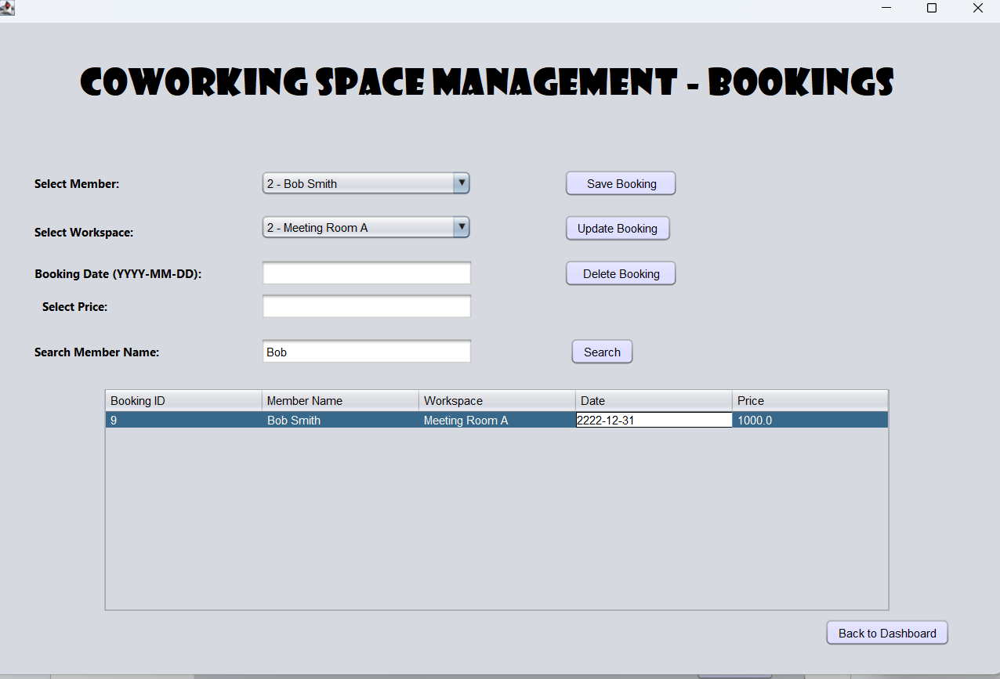 COWORKING SPACE MANAGEMENT - BOOKINGS
Select Member: 2 - Bob Smith Save Booking
Select Workspace: 2 - Meeting Room A Update Booking
Booking Date (YYYY-MM-DD): Delete Booking
Select Price:
Search Member Name: Bob Search
Booking ID Member Name Workspace Date Price
9 Bob Smith Meeting Room A 2222-12-31 1000.0
Back to Dashboard